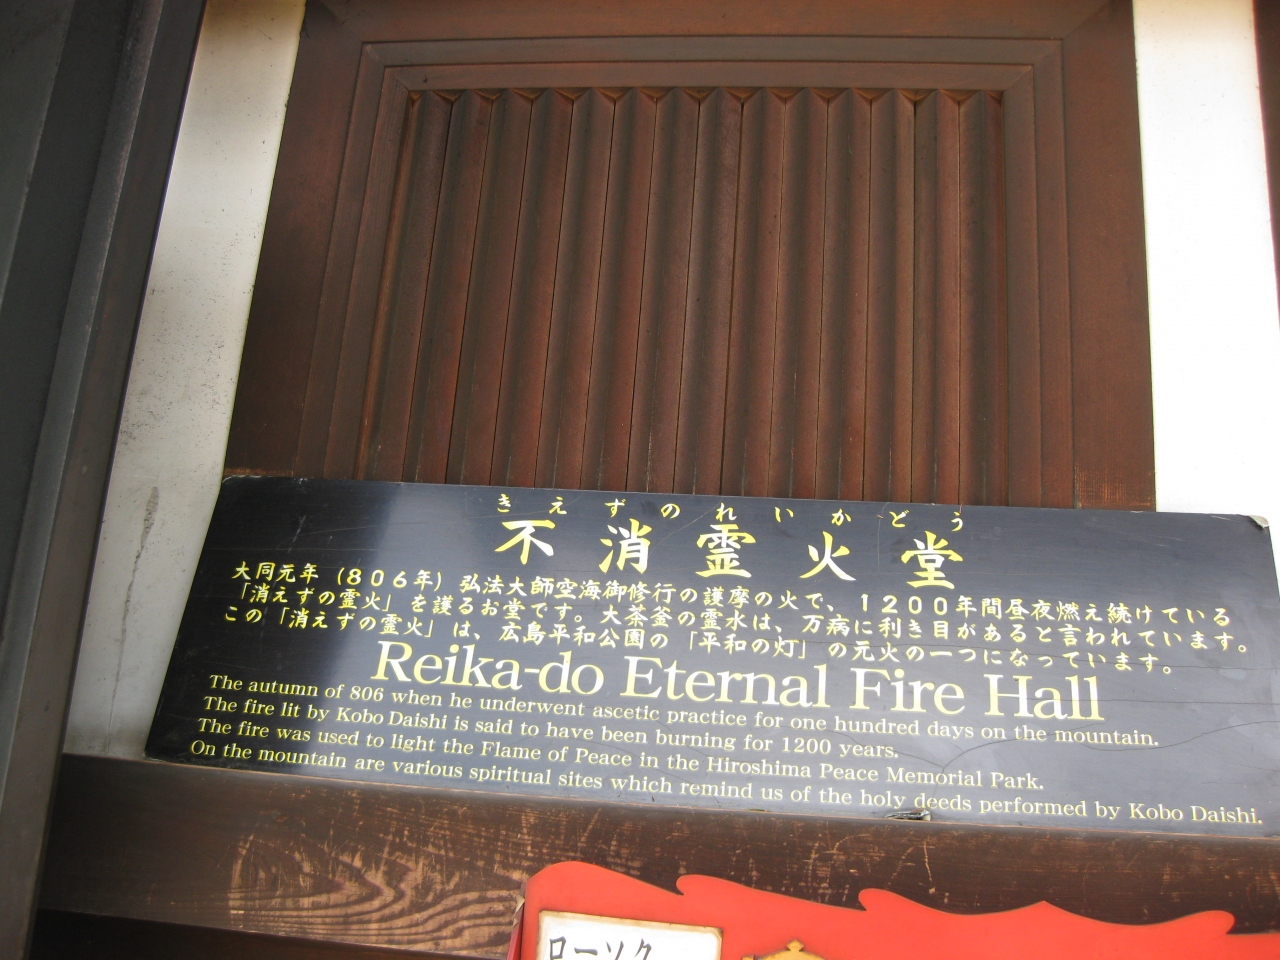 きえずのれいかどう
不消霊火堂
大同元年（８０６年）弘法大師空海御修行の護摩の火で、１２００年間昼夜燃え続けている
「消えずの霊火」を護るお堂です。大茶釜の霊水は、万病に利き目があると言われています。
この「消えずの霊火」は、広島平和公園の「平和の灯」の元火の一つになっています。
Reika-do Eternal Fire Hall
The autumn of 806 when he underwent ascetic practice for one hundred days on the mountain.
The fire lit by Kobo Daishi is said to have been burning for 1200 years.
The fire was used to light the Flame of Peace in the Hiroshima Peace Memorial Park.
On the mountain are various spiritual sites which remind us of the holy deeds performed by Kobo Daishi.
ローソク